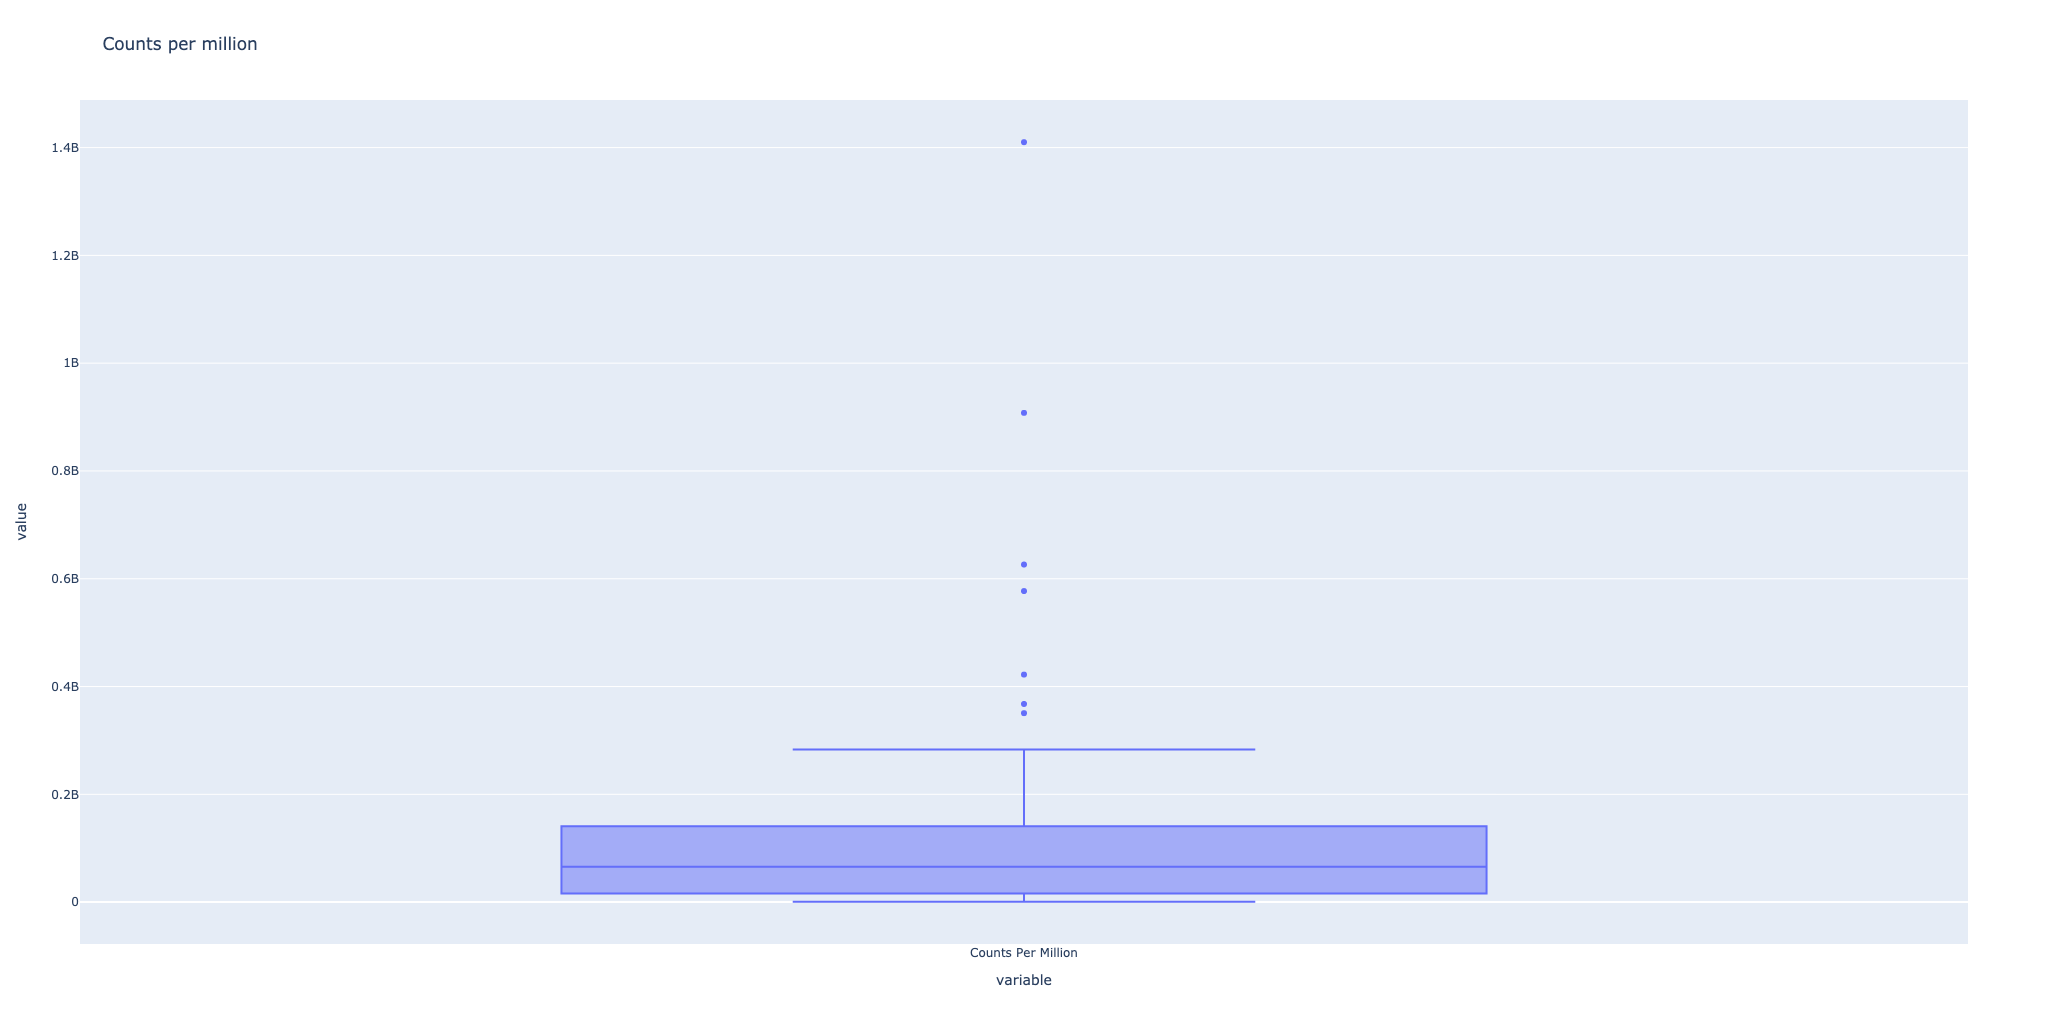 Counts per million
1.4B
1.2B
1B
0.8B
0.6B
0.4B
0.2B
0
value
Counts Per Million
variable